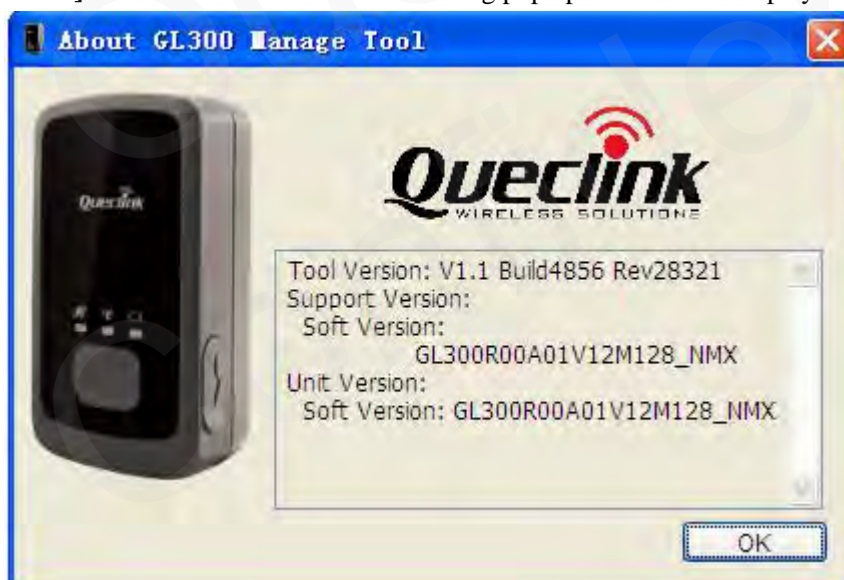 About GL300 Manage Tool
Queclink
Queclink
WIRELESS SOLUTIONS
Tool Version: V1.1 Build4856 Rev28321
Support Version:
Soft Version:
GL300R00A01V12M128_NMX
Unit Version:
Soft Version: GL300R00A01V12M128_NMX
OK